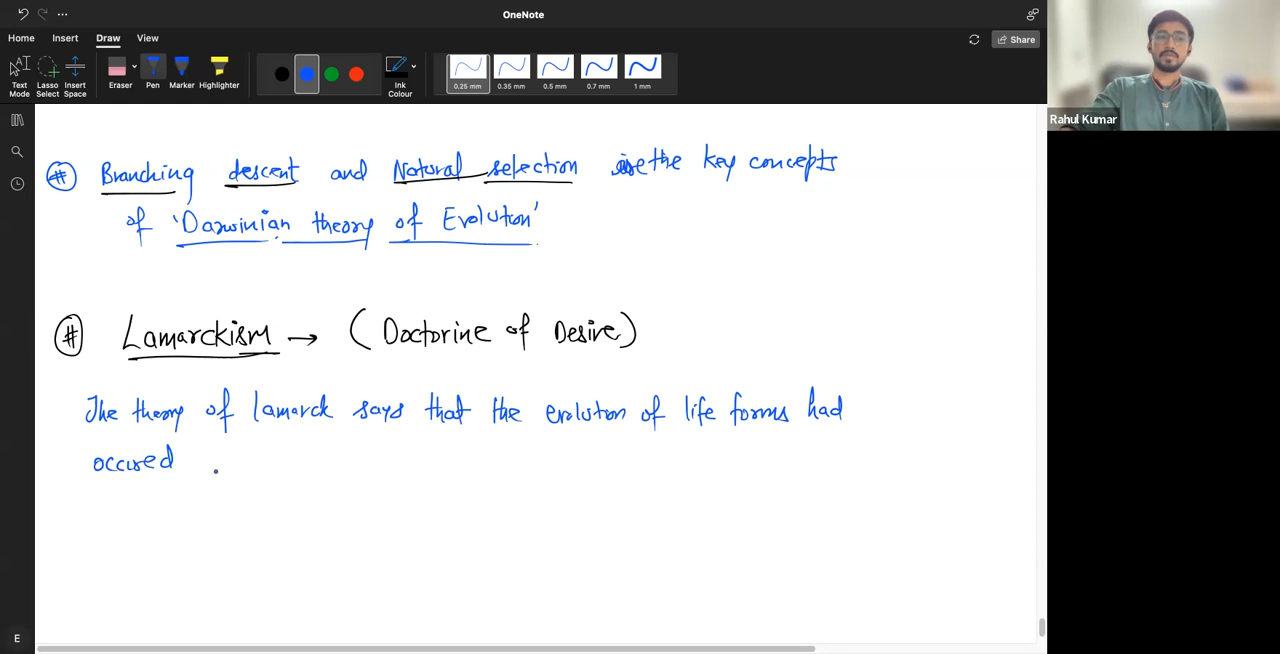 OneNote
Home Insert Draw View
Share
Text Mode
Lasso Select
Insert Space
Eraser
Pen
Marker
Highlighter
Ink Colour
0.25 mm 0.35 mm 0.5 mm 0.7 mm 1 mm
Rahul Kumar
# Branching descent and Natural selection are the key concepts
of 'Darwinian theory of Evolution'
# Lamarckism → (Doctorine of Desire)
The theory of lamarck says that the evolution of life forms had
occured
E